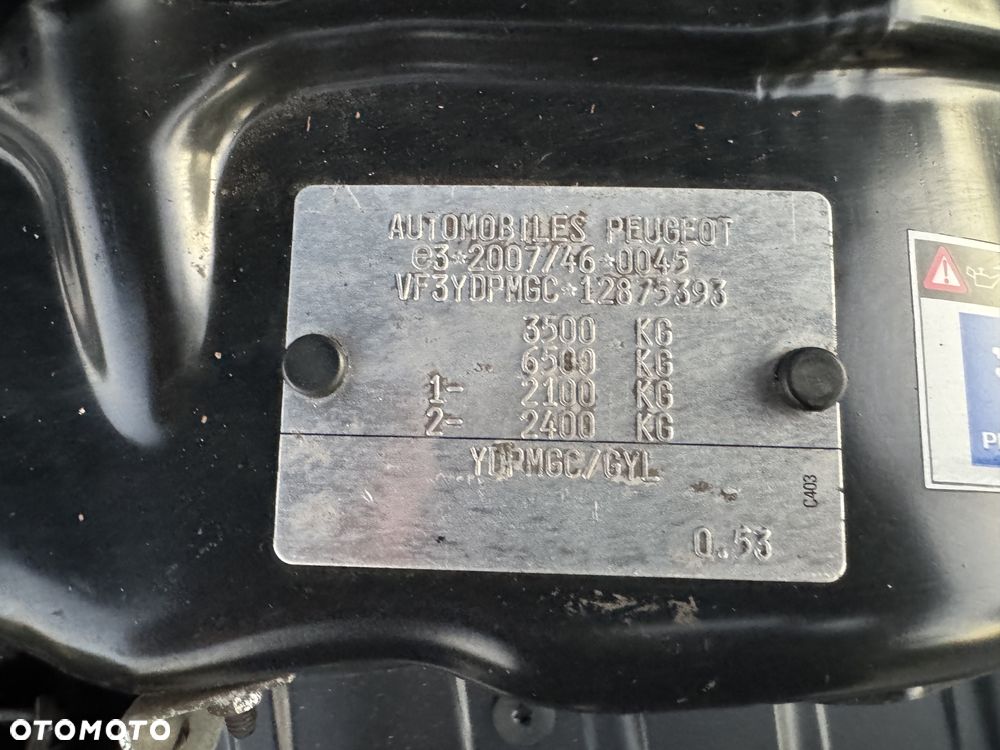 AUTOMOBILES PEUGEOT
e3*2007/46*0045
VF3YDPMGC*12875393
3500 KG
6500 KG
1- 2100 KG
2- 2400 KG
YDPMGC/GYL
C403
0.53
OTOMOTO